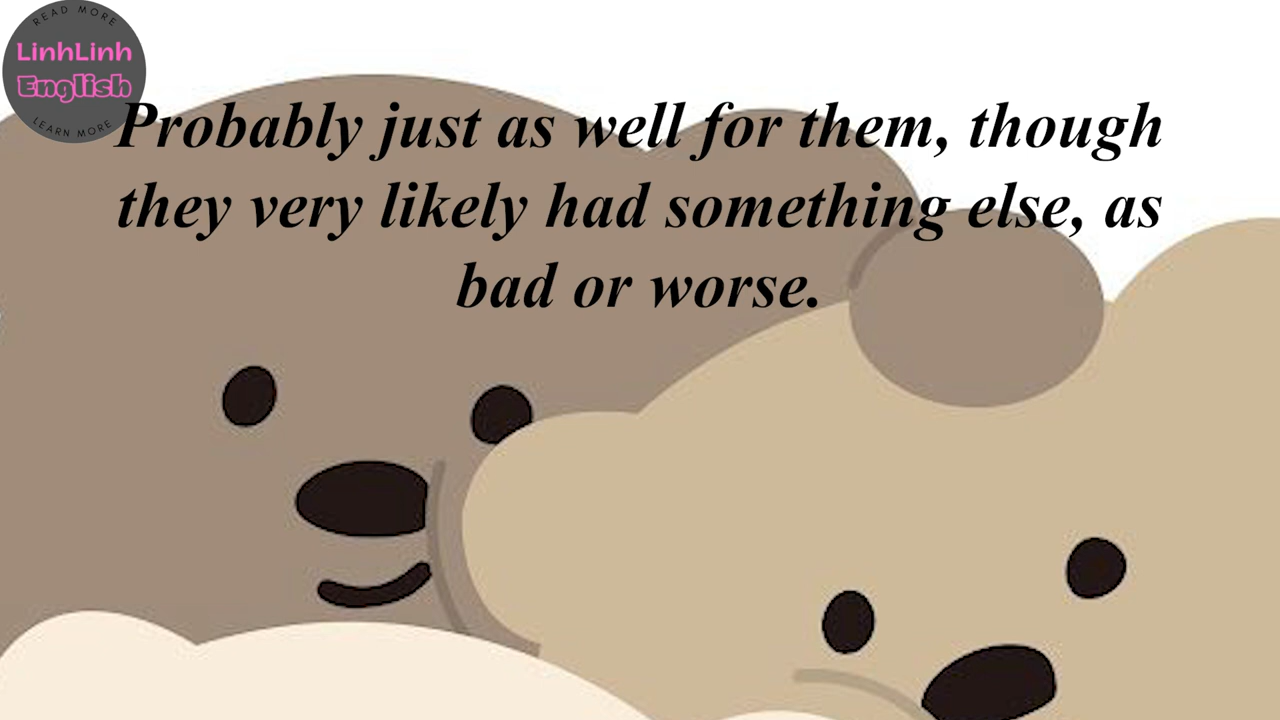 READ MORE
LinhLinh
English
LEARN MORE
Probably just as well for them, though
they very likely had something else, as
bad or worse.